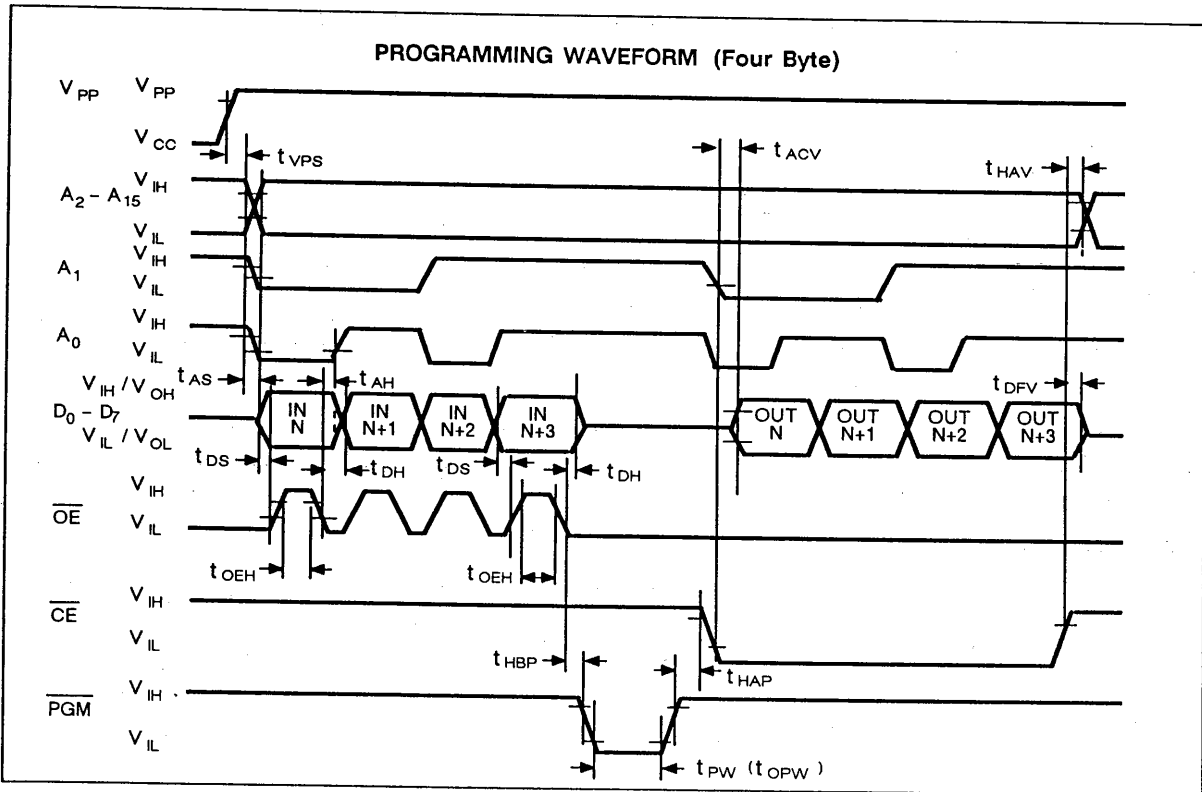 PROGRAMMING WAVEFORM (Four Byte)
V PP V PP
V CC
t VPS
t ACV
t HAV
A 2 – A 15 V IH
V IL
A 1 V IH
V IL
A 0 V IH
V IL
t AS
t AH
t DFV
V IH / V OH
D 0 – D 7
V IL / V OL
IN N
IN N+1
IN N+2
IN N+3
OUT N
OUT N+1
OUT N+2
OUT N+3
t DS
t DH
t DS
t DH
OE V IH
V IL
t OEH
t OEH
CE V IH
V IL
t HBP
t HAP
PGM V IH
V IL
t PW (t OPW)